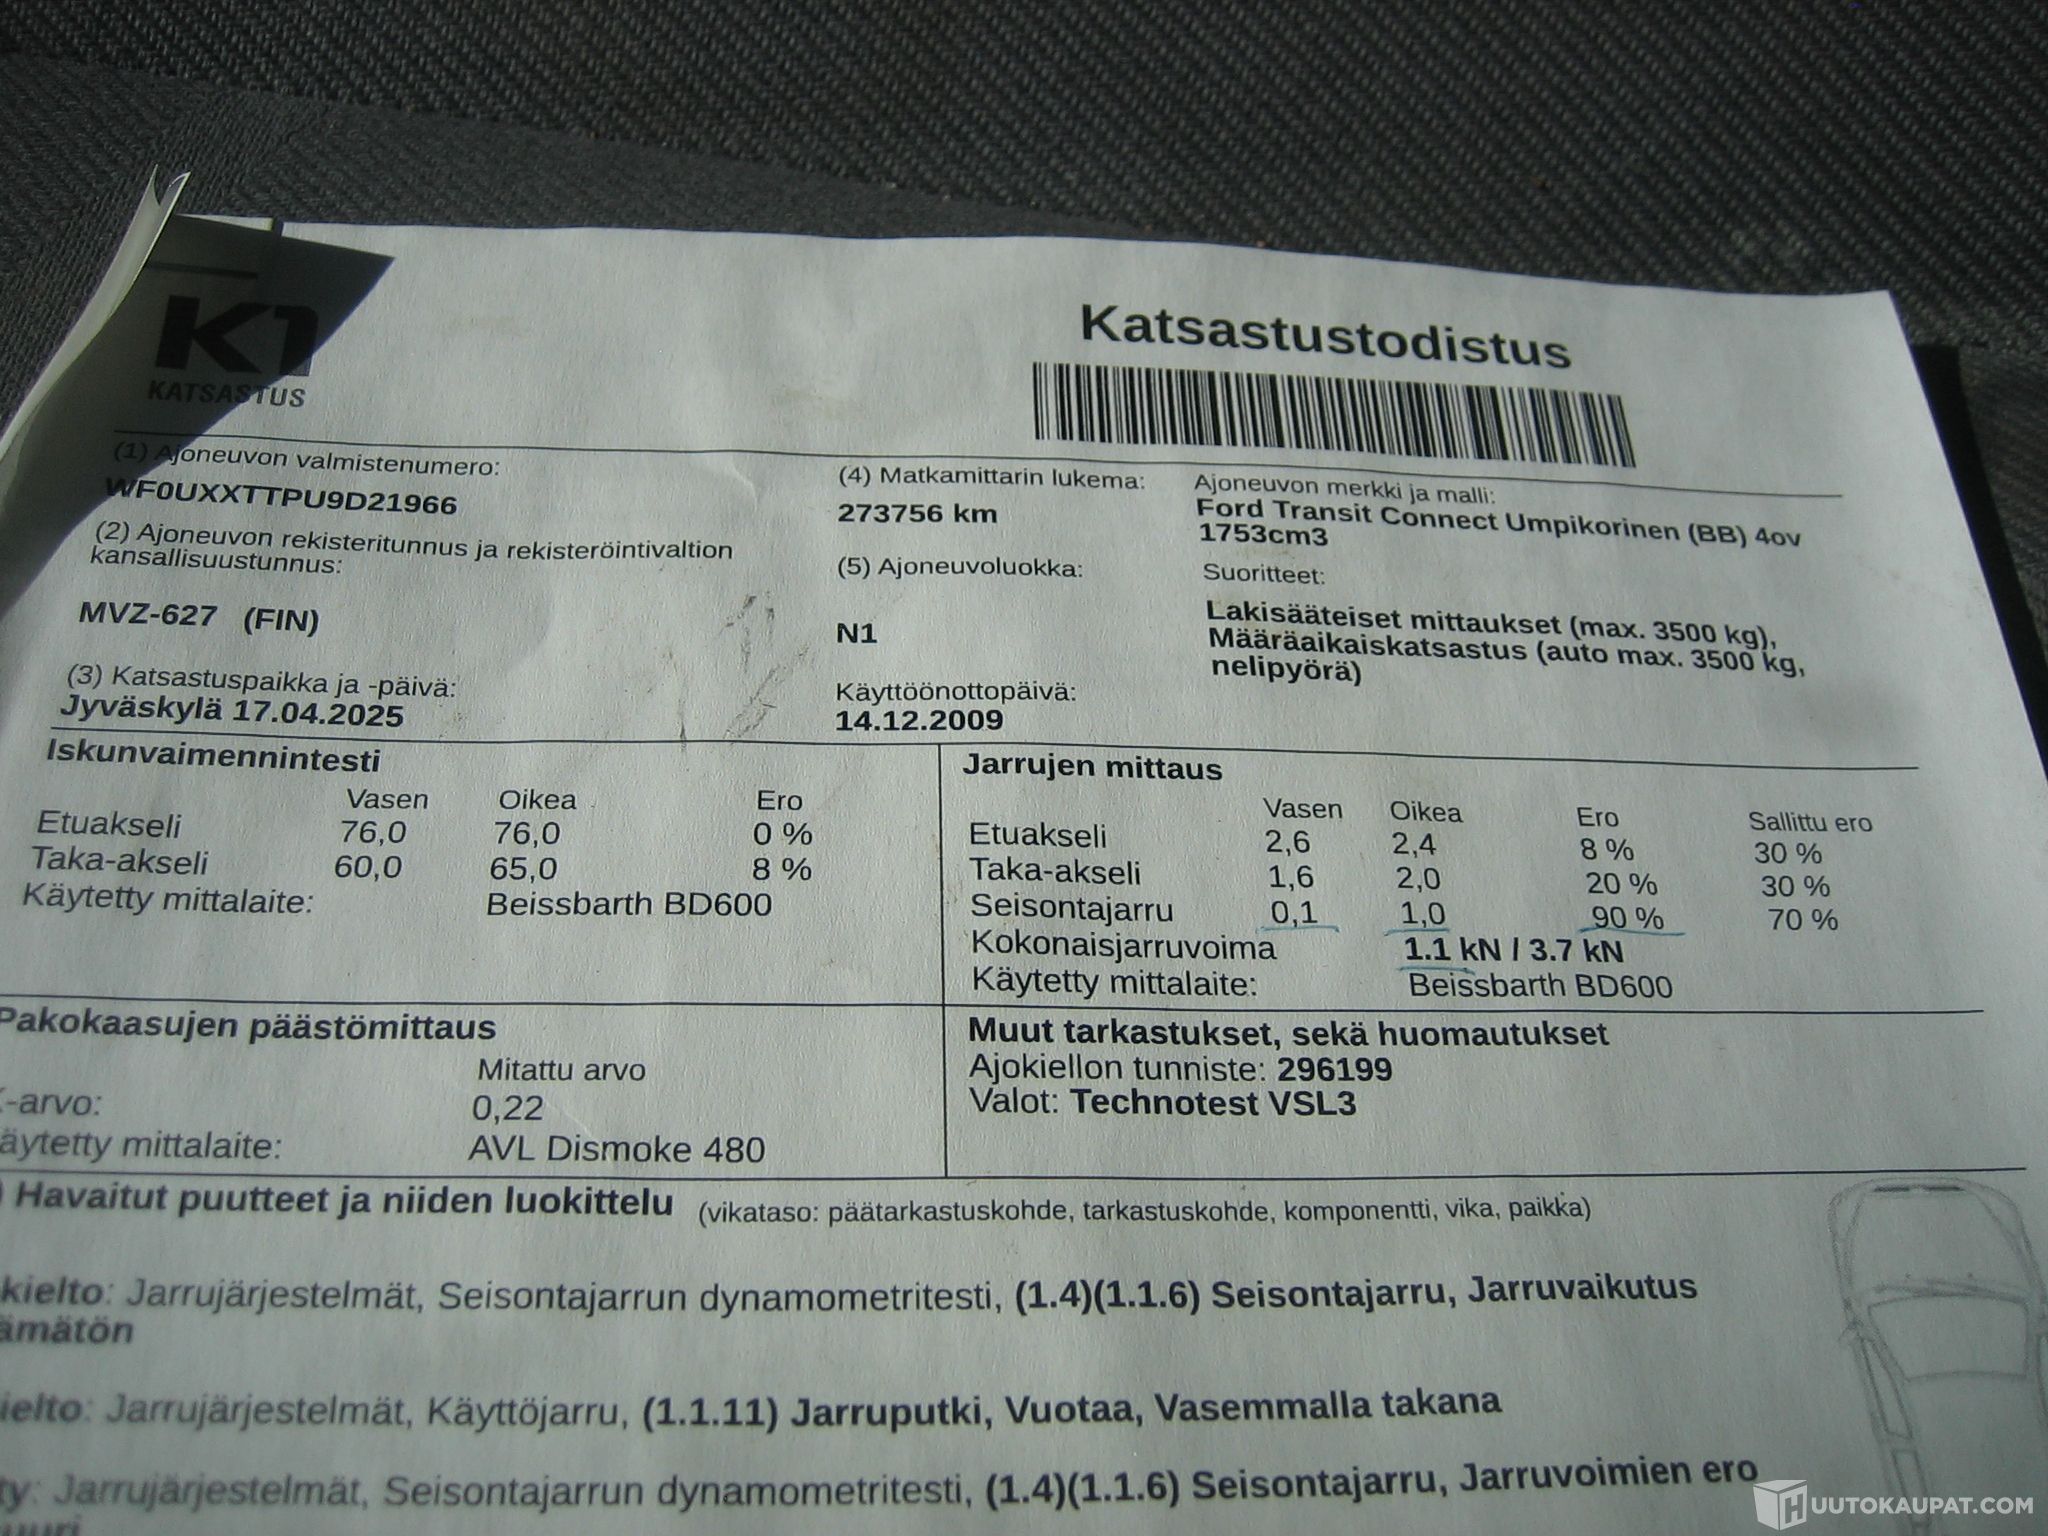 K1
KATSASTUS
Katsastustodistus
(1) Ajoneuvon valmistenumero:
WF0UXXTTPU9D21966
(2) Ajoneuvon rekisteritunnus ja rekisteröintivaltion
kansallisuustunnus:
MVZ-627 (FIN)
(3) Katsastuspaikka ja -päivä:
Jyväskylä 17.04.2025
(4) Matkamittarin lukema:
273756 km
(5) Ajoneuvoluokka:
N1
Käyttöönottopäivä:
14.12.2009
Ajoneuvon merkki ja malli:
Ford Transit Connect Umpikorinen (BB) 4ov
1753cm3
Suoritteet:
Lakisääteiset mittaukset (max. 3500 kg),
Määräaikaiskatsastus (auto max. 3500 kg,
nelipyörä)
Iskunvaimennintesti
Vasen Oikea Ero
Etuakseli 76,0 76,0 0 %
Taka-akseli 60,0 65,0 8 %
Käytetty mittalaite: Beissbarth BD600
Jarrujen mittaus
Vasen Oikea Ero Sallittu ero
Etuakseli 2,6 2,4 8 % 30 %
Taka-akseli 1,6 2,0 20 % 30 %
Seisontajarru 0,1 1,0 90 % 70 %
Kokonaisjarruvoima 1.1 kN / 3.7 kN
Käytetty mittalaite: Beissbarth BD600
Pakokaasujen päästömittaus
Mitattu arvo
-arvo: 0,22
äytetty mittalaite: AVL Dismoke 480
Muut tarkastukset, sekä huomautukset
Ajokiellon tunniste: 296199
Valot: Technotest VSL3
) Havaitut puutteet ja niiden luokittelu (vikataso: päätarkastuskohde, tarkastuskohde, komponentti, vika, paikka)
kielto: Jarrujärjestelmät, Seisontajarrun dynamometritesti, (1.4)(1.1.6) Seisontajarru, Jarruvaikutus
ämätön
ielto: Jarrujärjestelmät, Käyttöjarru, (1.1.11) Jarruputki, Vuotaa, Vasemmalla takana
ty: Jarrujärjestelmät, Seisontajarrun dynamometritesti, (1.4)(1.1.6) Seisontajarru, Jarruvoimien ero
HUUTOKAUPAT.COM